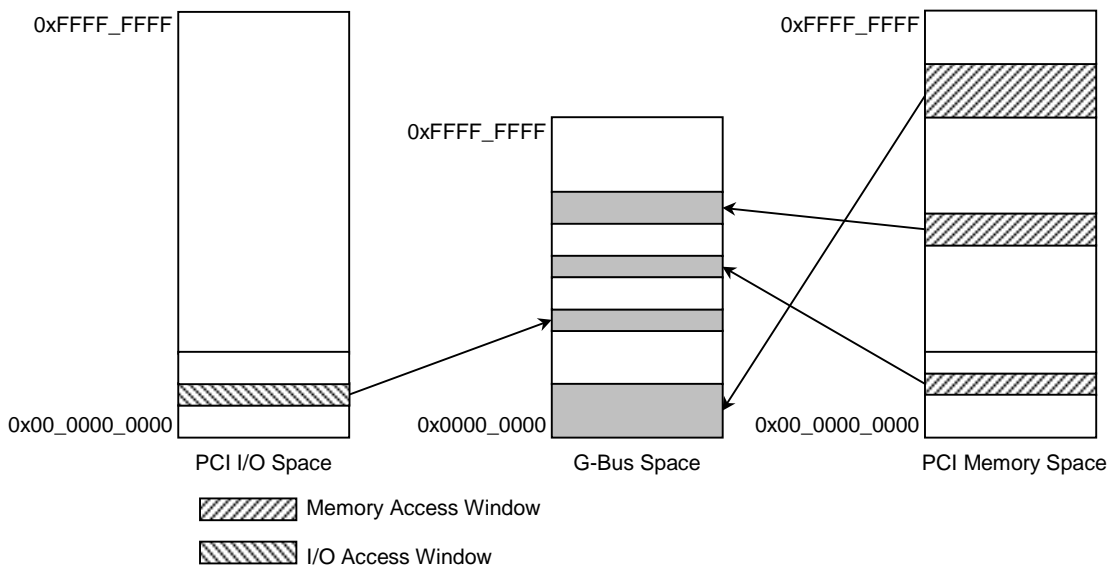 0xFFFF_FFFF
0xFFFF_FFFF
0xFFFF_FFFF
0x00_0000_0000
0x0000_0000
0x00_0000_0000
PCI I/O Space
G-Bus Space
PCI Memory Space
Memory Access Window
I/O Access Window